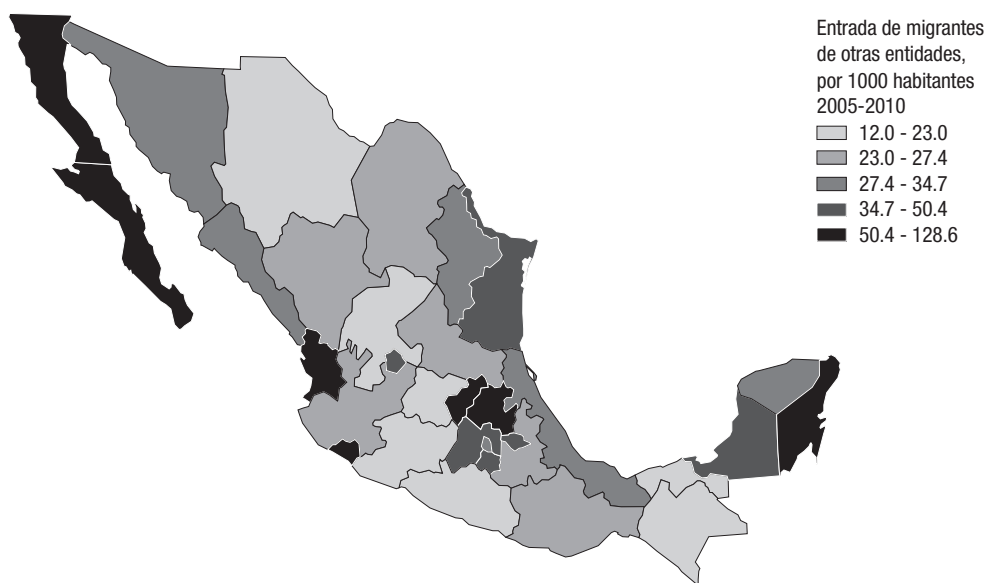 Entrada de migrantes
de otras entidades,
por 1000 habitantes
2005-2010
12.0 - 23.0
23.0 - 27.4
27.4 - 34.7
34.7 - 50.4
50.4 - 128.6